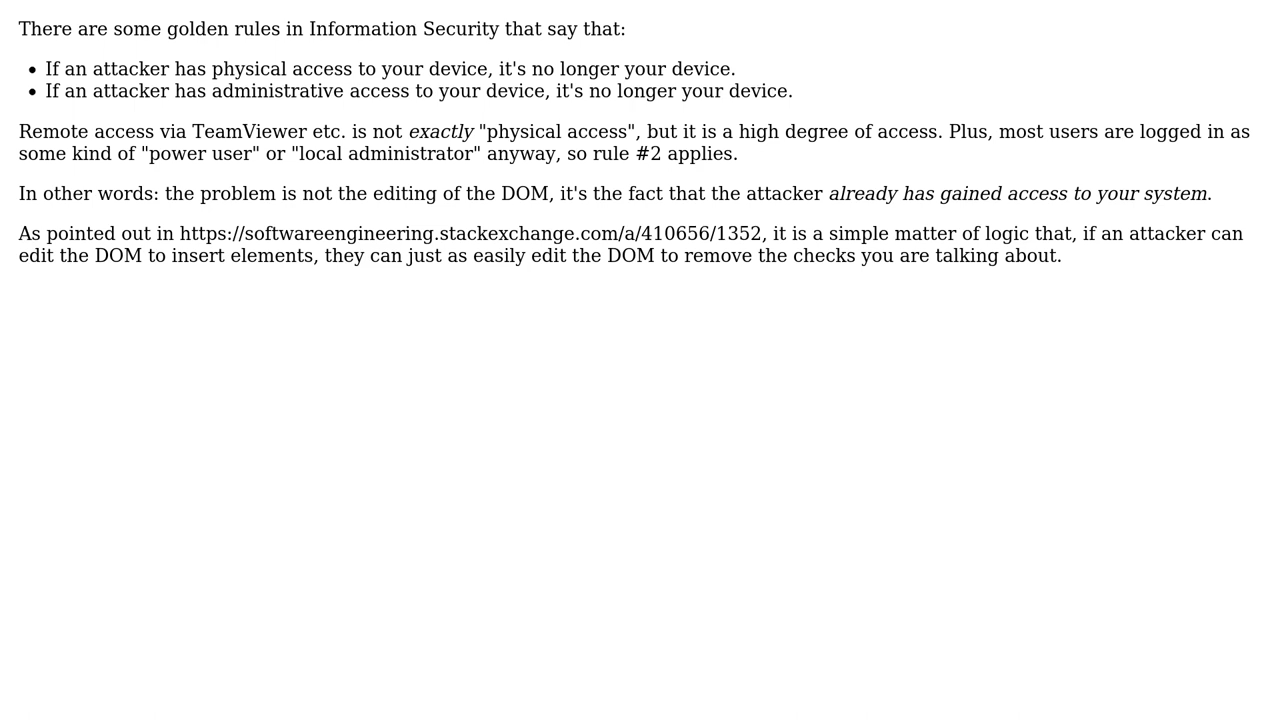 There are some golden rules in Information Security that say that:
• If an attacker has physical access to your device, it's no longer your device.
• If an attacker has administrative access to your device, it's no longer your device.
Remote access via TeamViewer etc. is not exactly "physical access", but it is a high degree of access. Plus, most users are logged in as
some kind of "power user" or "local administrator" anyway, so rule #2 applies.
In other words: the problem is not the editing of the DOM, it's the fact that the attacker already has gained access to your system.
As pointed out in https://softwareengineering.stackexchange.com/a/410656/1352, it is a simple matter of logic that, if an attacker can
edit the DOM to insert elements, they can just as easily edit the DOM to remove the checks you are talking about.